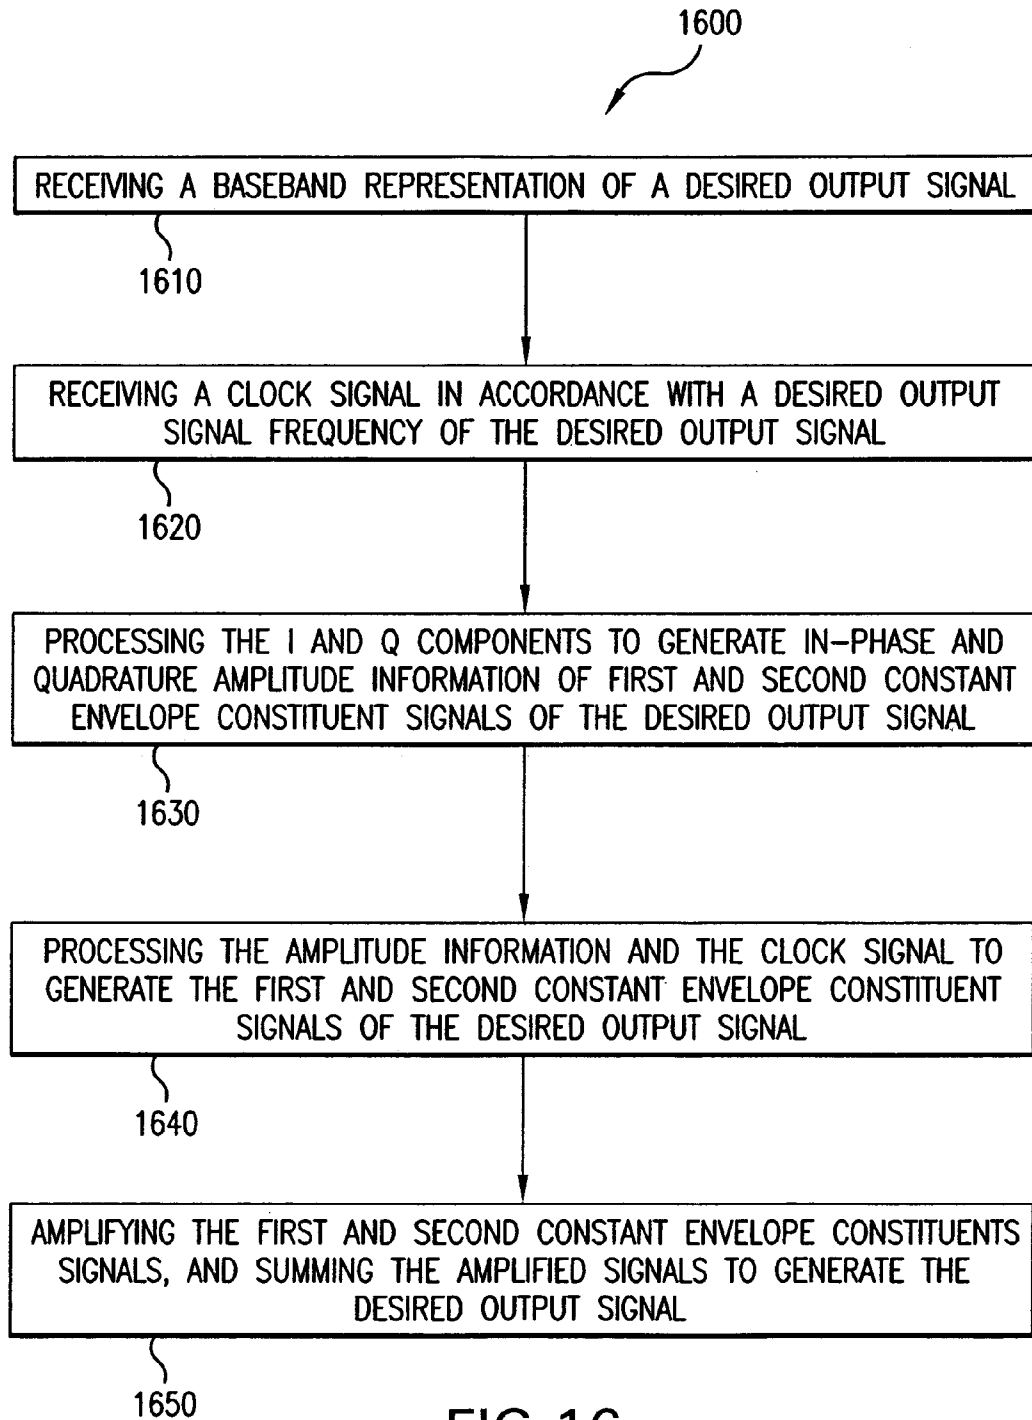 1600
RECEIVING A BASEBAND REPRESENTATION OF A DESIRED OUTPUT SIGNAL
1610
RECEIVING A CLOCK SIGNAL IN ACCORDANCE WITH A DESIRED OUTPUT
SIGNAL FREQUENCY OF THE DESIRED OUTPUT SIGNAL
1620
PROCESSING THE I AND Q COMPONENTS TO GENERATE IN-PHASE AND
QUADRATURE AMPLITUDE INFORMATION OF FIRST AND SECOND CONSTANT
ENVELOPE CONSTITUENT SIGNALS OF THE DESIRED OUTPUT SIGNAL
1630
PROCESSING THE AMPLITUDE INFORMATION AND THE CLOCK SIGNAL TO
GENERATE THE FIRST AND SECOND CONSTANT ENVELOPE CONSTITUENT
SIGNALS OF THE DESIRED OUTPUT SIGNAL
1640
AMPLIFYING THE FIRST AND SECOND CONSTANT ENVELOPE CONSTITUENTS
SIGNALS, AND SUMMING THE AMPLIFIED SIGNALS TO GENERATE THE
DESIRED OUTPUT SIGNAL
1650
FIG. 16